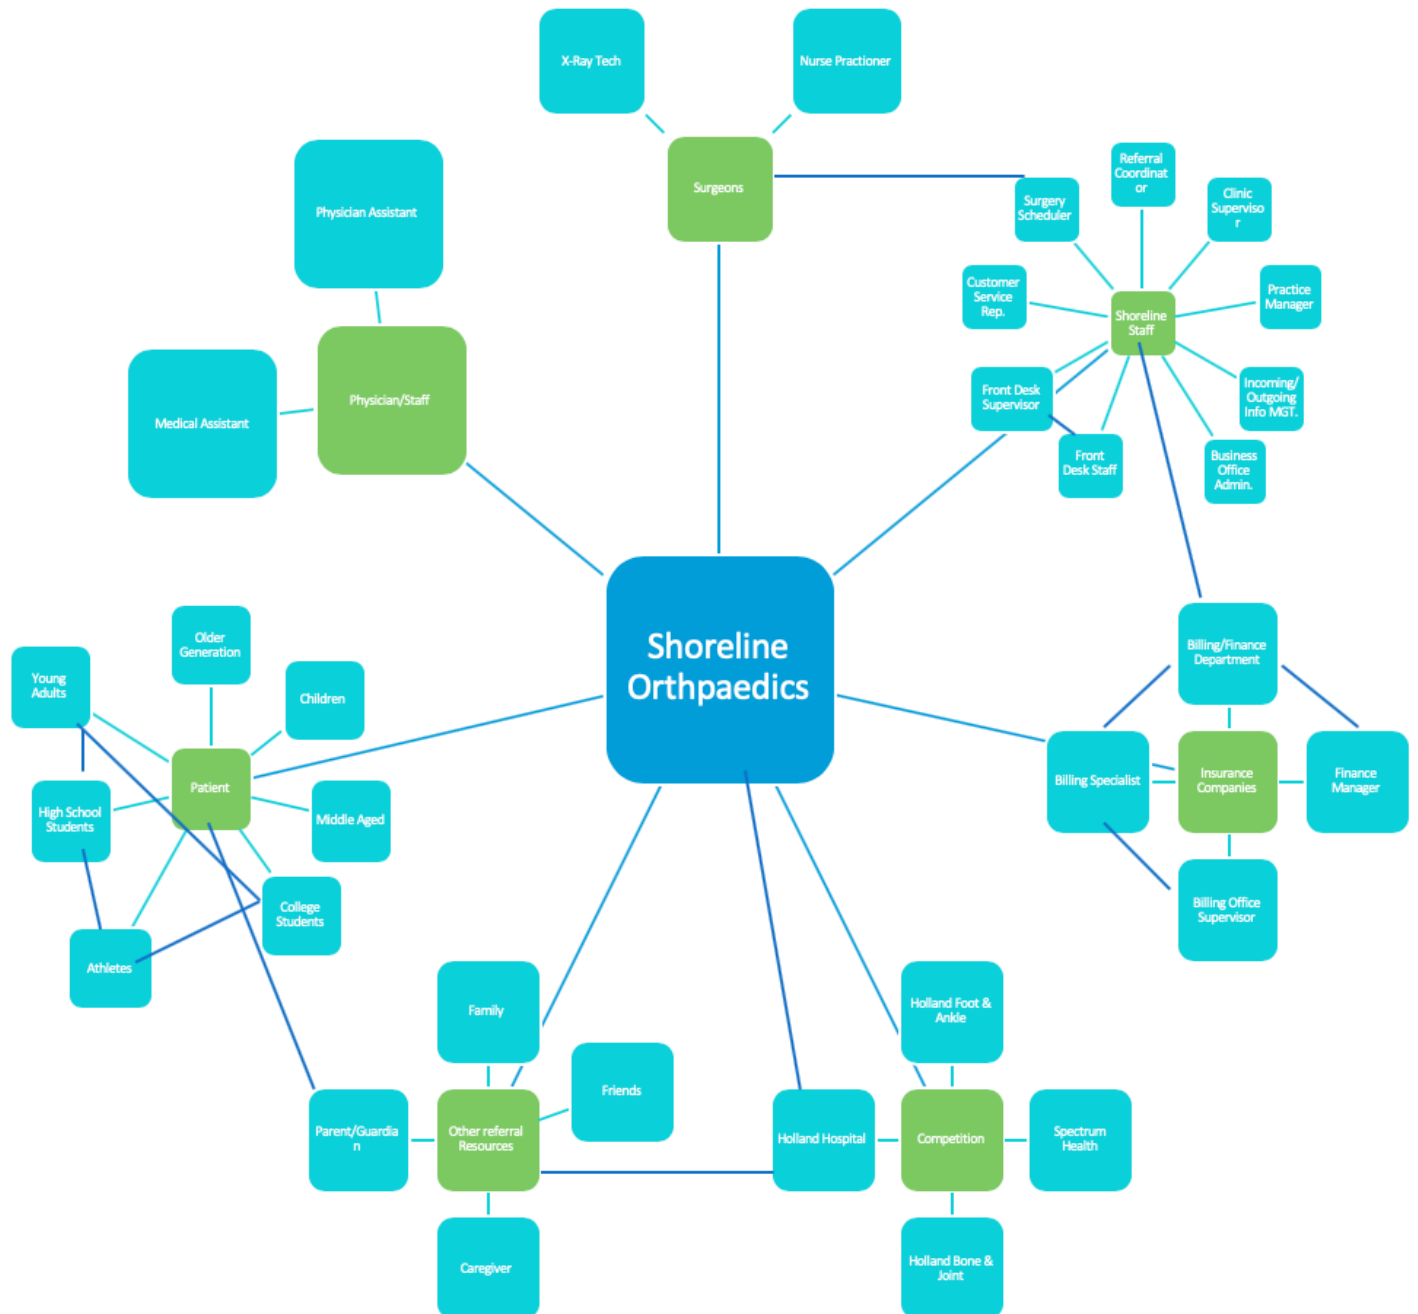 X-Ray Tech
Nurse Practioner
Surgeons
Physician Assistant
Physician/Staff
Medical Assistant
Referral
Coordinat
or
Surgery
Scheduler
Clinic
Superviso
r
Customer
Service
Rep.
Practice
Manager
Shoreline
Staff
Front Desk
Supervisor
Incoming/
Outgoing
Info MGT.
Front
Desk Staff
Business
Office
Admin.
Shoreline
Orthpaedics
Older
Generation
Young
Adults
Children
Patient
High School
Students
Middle Aged
College
Students
Athletes
Billing/Finance
Department
Billing Specialist
Insurance
Companies
Finance
Manager
Billing Office
Supervisor
Family
Friends
Parent/Guardia
n
Other referral
Resources
Caregiver
Holland Foot &
Ankle
Holland Hospital
Competition
Spectrum
Health
Holland Bone &
Joint